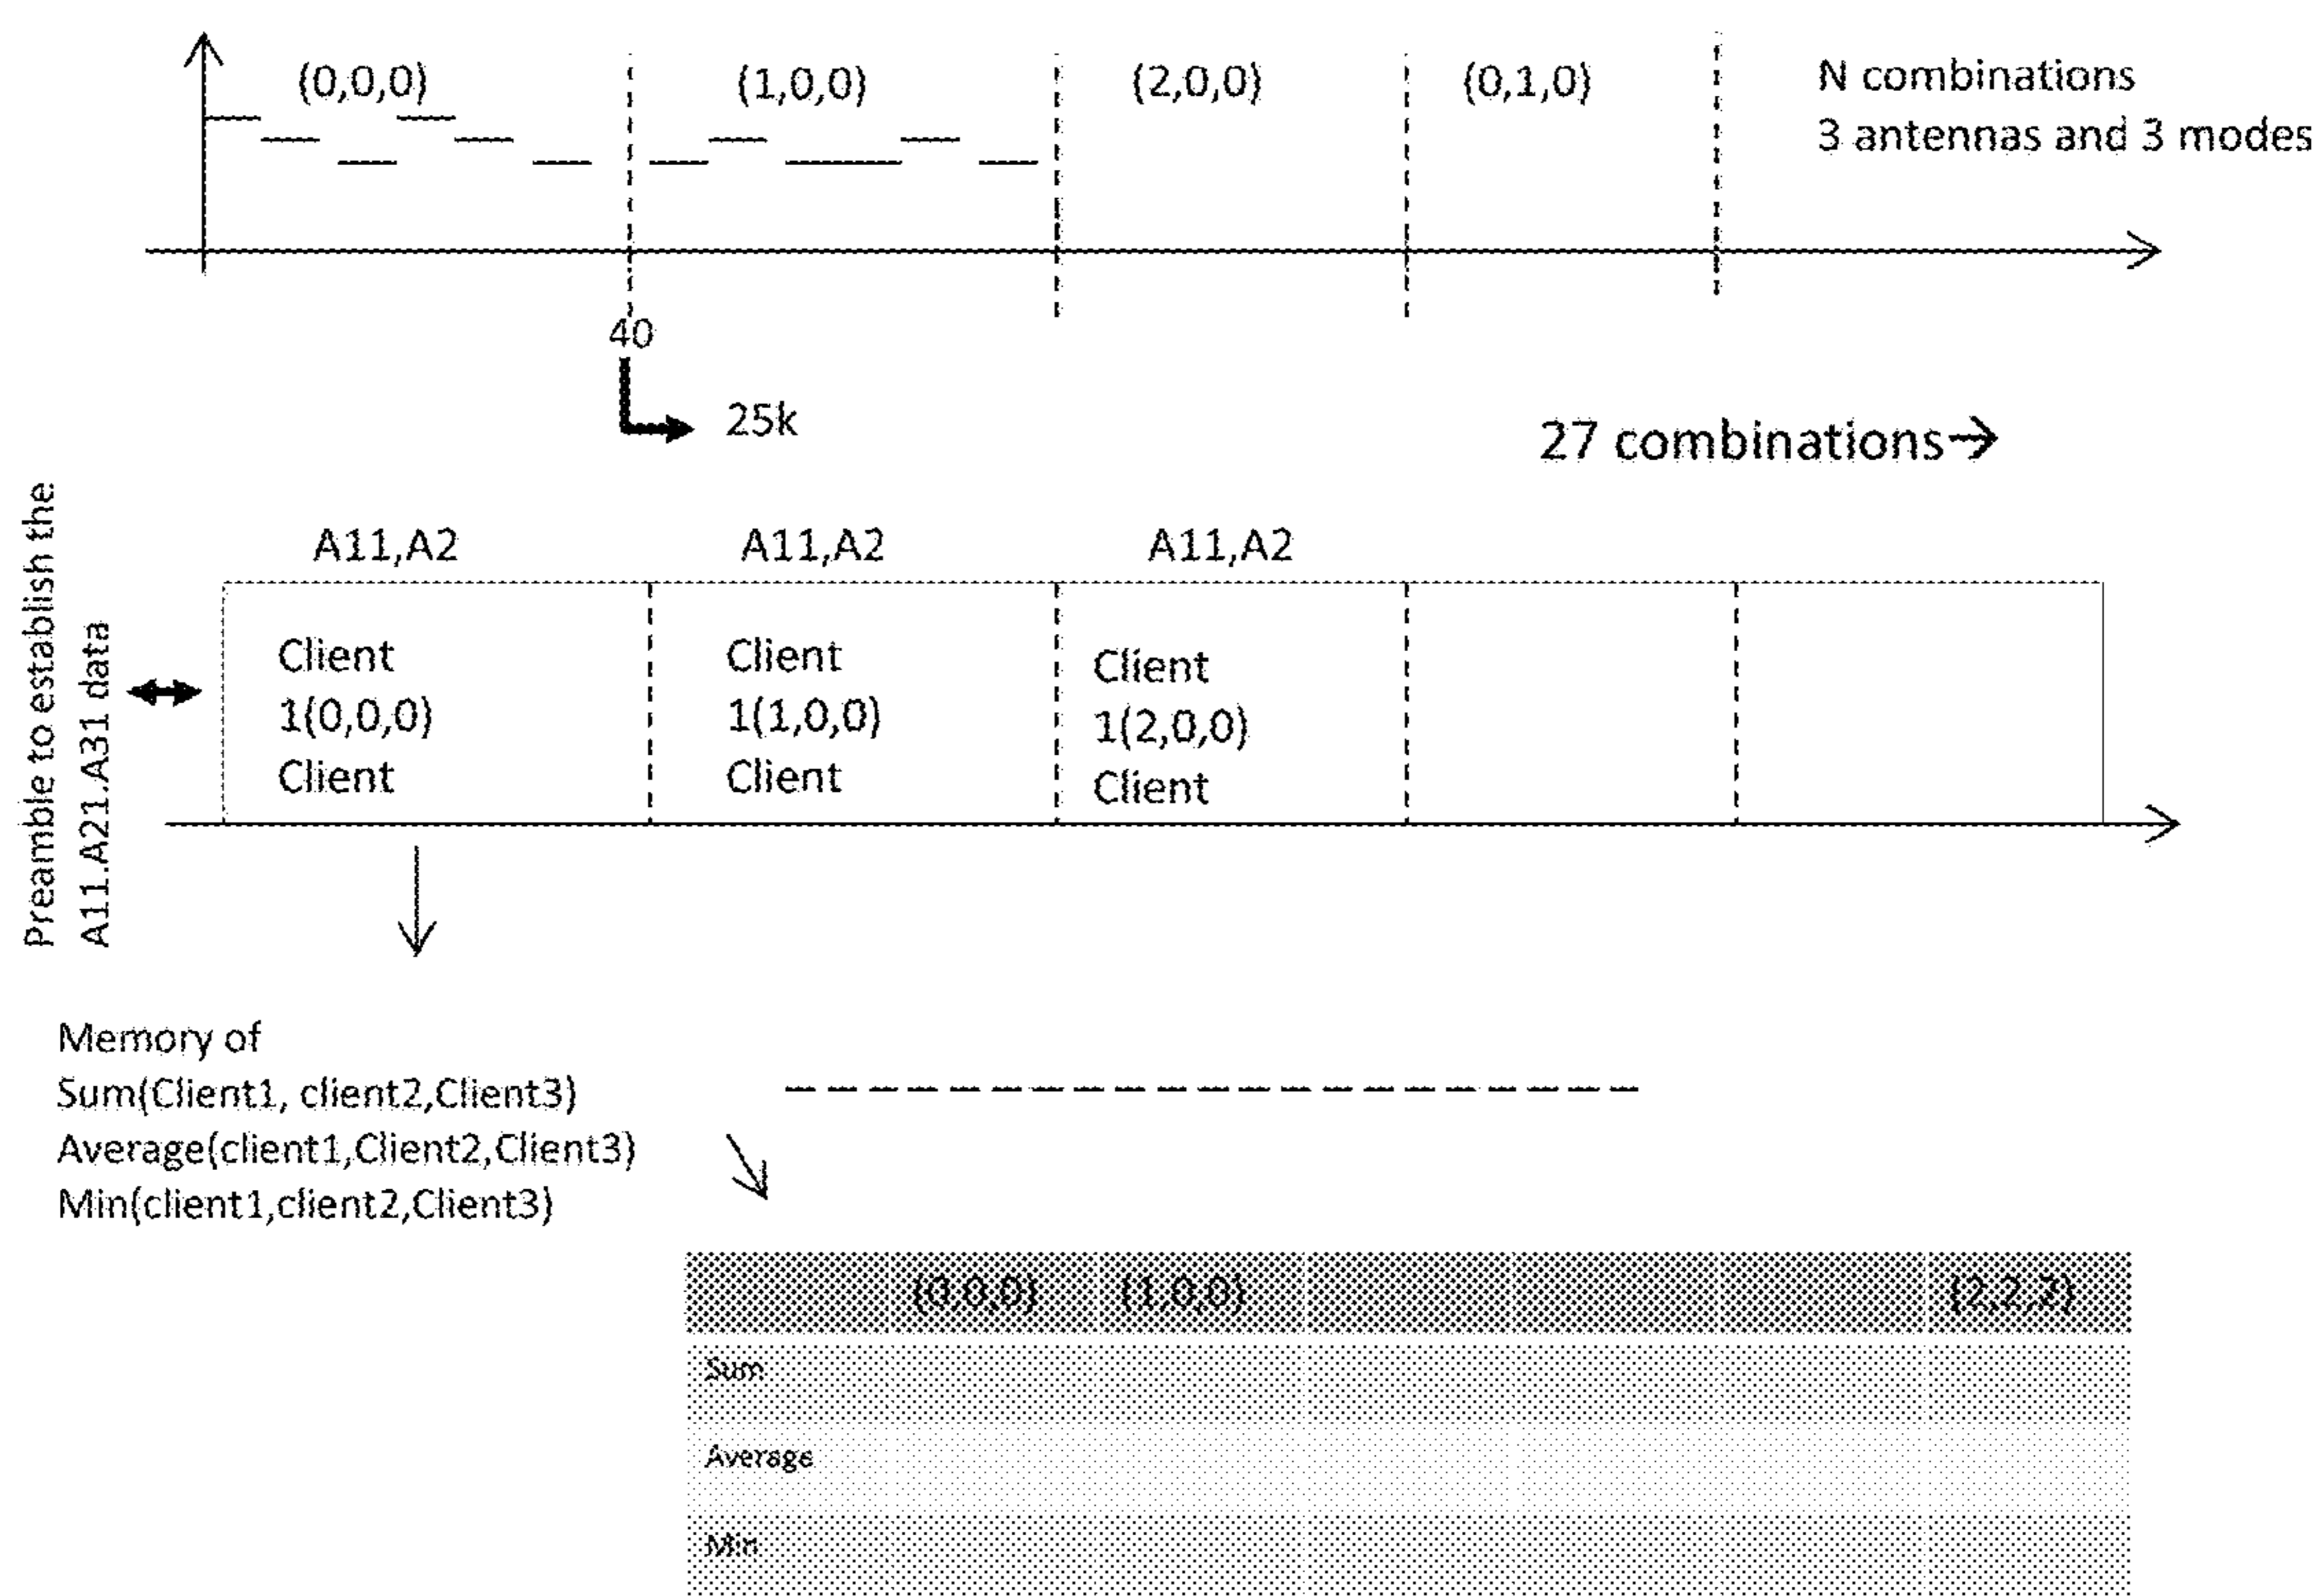 (0,0,0) (1,0,0) (2,0,0) (0,1,0) N combinations
3 antennas and 3 modes
40
25k
27 combinations→
Preamble to establish the
A11.A21.A31 data
A11,A2 A11,A2 A11,A2
Client
1(0,0,0)
Client
Client
1(1,0,0)
Client
Client
1(2,0,0)
Client
Memory of
Sum(Client1, client2,Client3)
Average(client1,Client2,Client3)
Min(client1,client2,Client3)
(0,0,0) (1,0,0) (2,2,2)
Sum
Average
Min